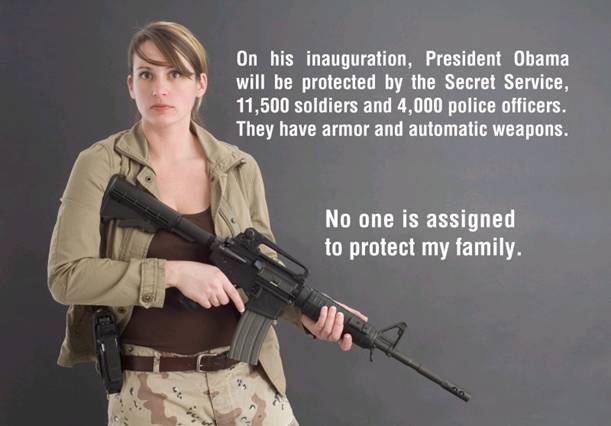 On his inauguration, President Obama
will be protected by the Secret Service,
11,500 soldiers and 4,000 police officers.
They have armor and automatic weapons.
No one is assigned
to protect my family.